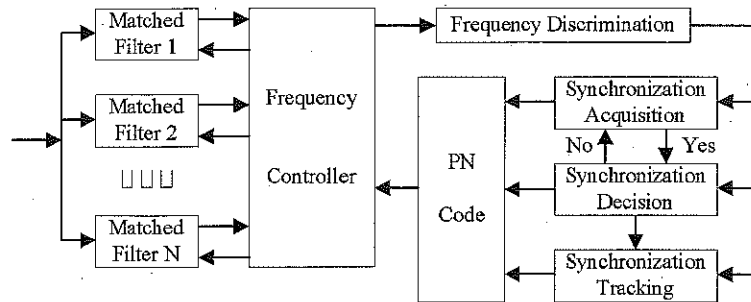 Matched
Filter 1
Matched
Filter 2
Matched
Filter N
Frequency
Controller
Frequency Discrimination
PN
Code
Synchronization
Acquisition
No
Yes
Synchronization
Decision
Synchronization
Tracking